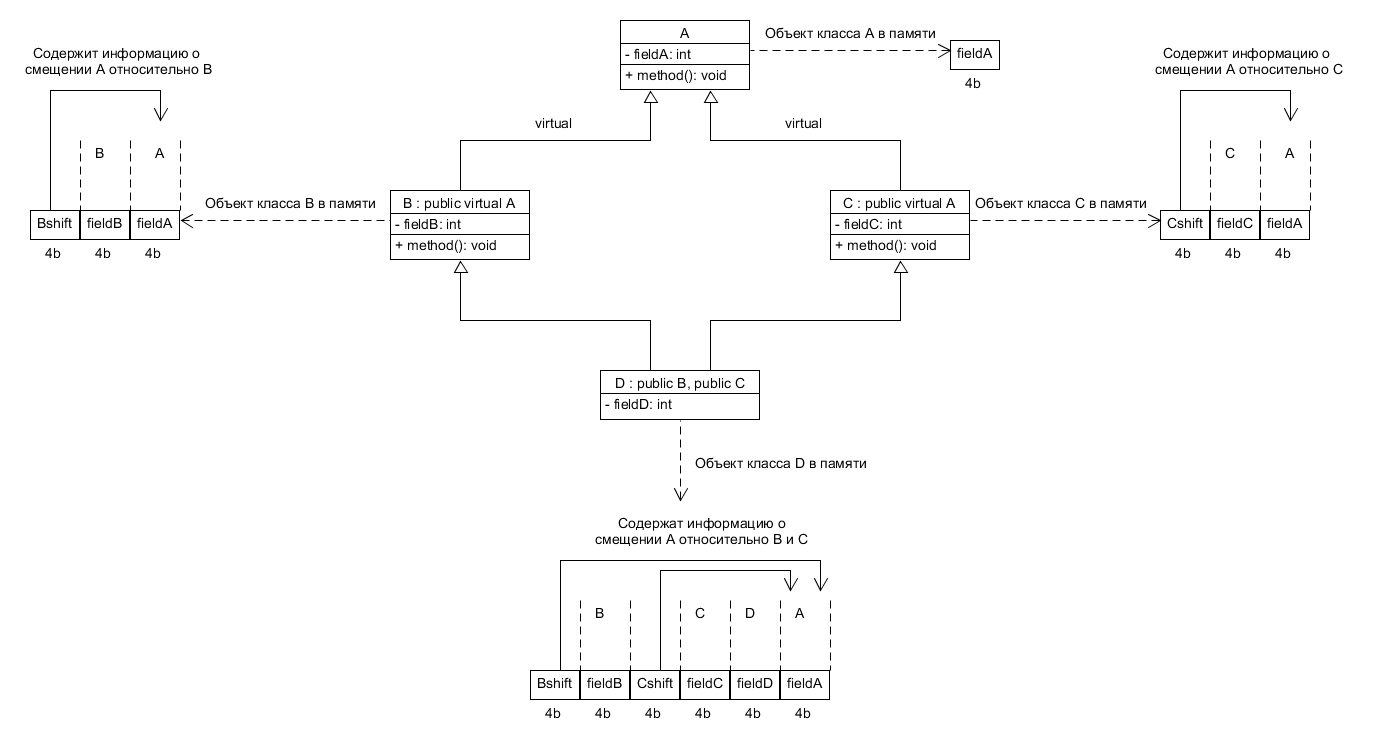 A
- fieldA: int
+ method(): void
Объект класса A в памяти
fieldA
4b
Содержит информацию о
смещении A относительно B
B
A
Bshift
fieldB
fieldA
4b
4b
4b
Объект класса B в памяти
virtual
virtual
B : public virtual A
- fieldB: int
+ method(): void
C : public virtual A
- fieldC: int
+ method(): void
Объект класса C в памяти
Содержит информацию о
смещении A относительно C
C
A
Cshift
fieldC
fieldA
4b
4b
4b
D : public B, public C
- fieldD: int
Объект класса D в памяти
Содержат информацию о
смещении A относительно B и C
B
C
D
A
Bshift
fieldB
Cshift
fieldC
fieldD
fieldA
4b
4b
4b
4b
4b
4b